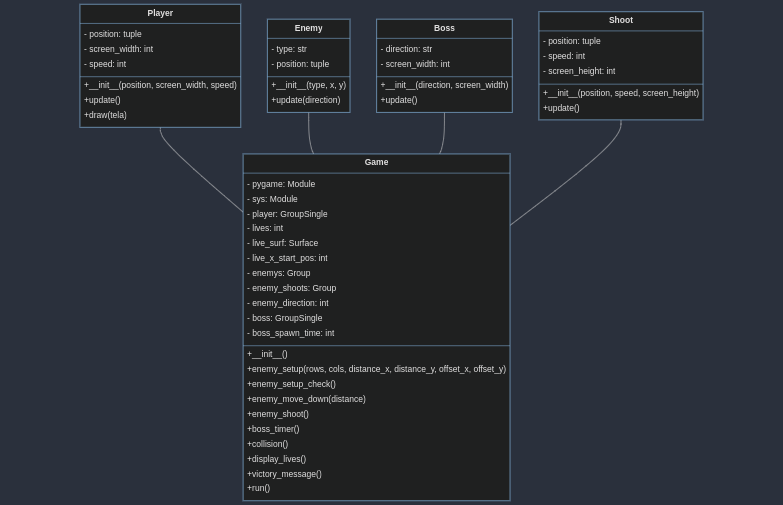 Player
- position: tuple
- screen_width: int
- speed: int
+__init__(position, screen_width, speed)
+update()
+draw(tela)
Enemy
- type: str
- position: tuple
+__init__(type, x, y)
+update(direction)
Boss
- direction: str
- screen_width: int
+__init__(direction, screen_width)
+update()
Shoot
- position: tuple
- speed: int
- screen_height: int
+__init__(position, speed, screen_height)
+update()
Game
- pygame: Module
- sys: Module
- player: GroupSingle
- lives: int
- live_surf: Surface
- live_x_start_pos: int
- enemys: Group
- enemy_shoots: Group
- enemy_direction: int
- boss: GroupSingle
- boss_spawn_time: int
+__init__()
+enemy_setup(rows, cols, distance_x, distance_y, offset_x, offset_y)
+enemy_setup_check()
+enemy_move_down(distance)
+enemy_shoot()
+boss_timer()
+collision()
+display_lives()
+victory_message()
+run()